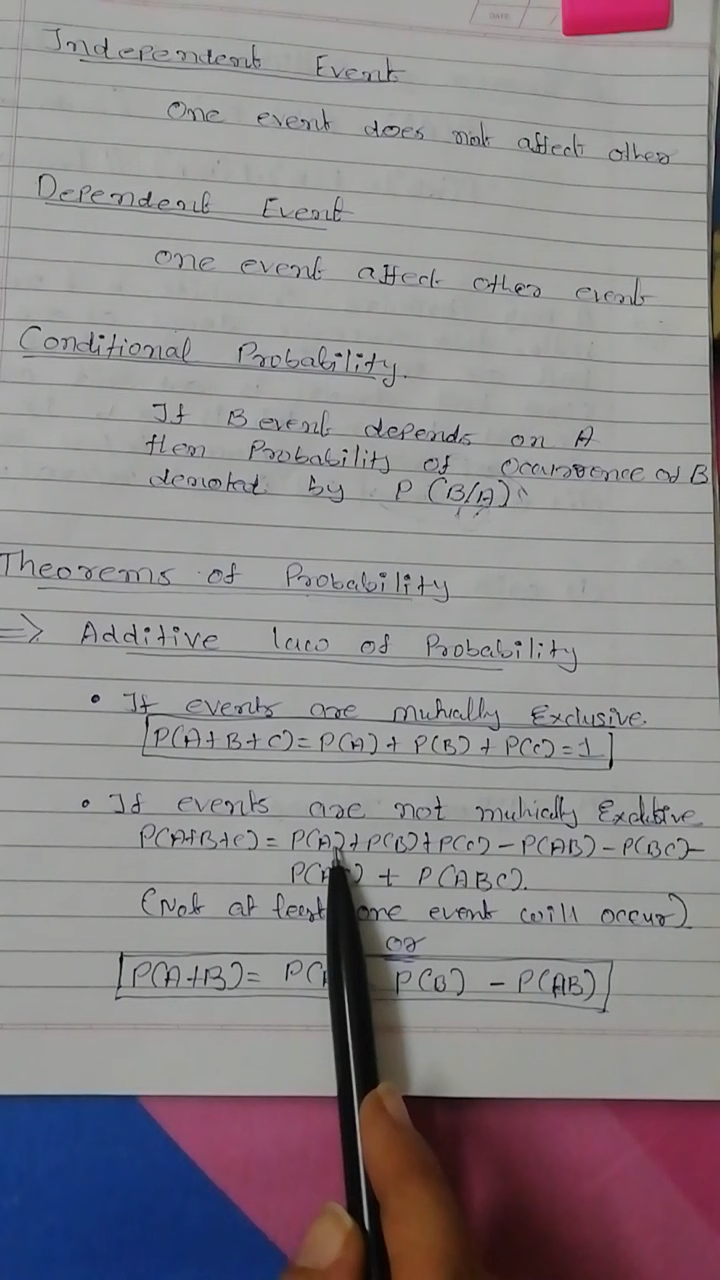 DATE
Independent Event
One event does not affect other
Dependent Event
one event affect other event
Conditional Probability.
If B event depends on A
then Probability of Ocurrence of B
denoted by P(B/A)
Theorems of Probability
=> Additive law of Probability
• If events are mutually Exclusive.
P(A+B+C) = P(A) + P(B) + P(C) = 1
• If events are not mutually Exclusive
P(A+B+C) = P(A) + P(B) + P(C) - P(AB) - P(BC) -
P(A ) + P(ABC).
(Not at least one event will occur)
or
P(A+B) = P( P(B) - P(AB)